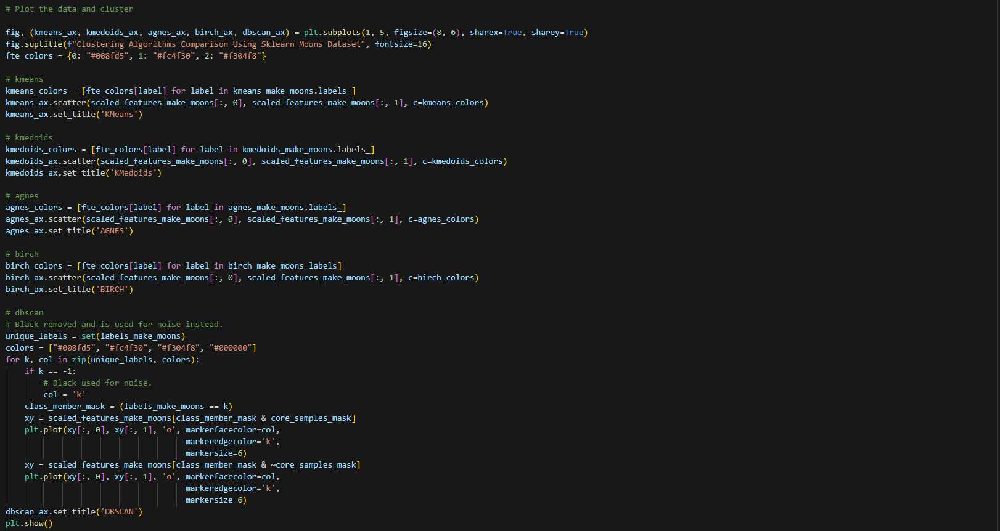 # Plot the data and cluster

fig, (kmeans_ax, kmedoids_ax, agnes_ax, birch_ax, dbscan_ax) = plt.subplots(1, 5, figsize=(8, 6), sharex=True, sharey=True)
fig.suptitle(f"Clustering Algorithms Comparison Using Sklearn Moons Dataset", fontsize=16)
fte_colors = {0: "#008fd5", 1: "#fc4f30", 2: "#f304f8"}

# kmeans
kmeans_colors = [fte_colors[label] for label in kmeans_make_moons.labels_]
kmeans_ax.scatter(scaled_features_make_moons[:, 0], scaled_features_make_moons[:, 1], c=kmeans_colors)
kmeans_ax.set_title('KMeans')

# kmedoids
kmedoids_colors = [fte_colors[label] for label in kmedoids_make_moons.labels_]
kmedoids_ax.scatter(scaled_features_make_moons[:, 0], scaled_features_make_moons[:, 1], c=kmedoids_colors)
kmedoids_ax.set_title('KMedoids')

# agnes
agnes_colors = [fte_colors[label] for label in agnes_make_moons.labels_]
agnes_ax.scatter(scaled_features_make_moons[:, 0], scaled_features_make_moons[:, 1], c=agnes_colors)
agnes_ax.set_title('AGNES')

# birch
birch_colors = [fte_colors[label] for label in birch_make_moons_labels]
birch_ax.scatter(scaled_features_make_moons[:, 0], scaled_features_make_moons[:, 1], c=birch_colors)
birch_ax.set_title('BIRCH')

# dbscan
# Black removed and is used for noise instead.
unique_labels = set(labels_make_moons)
colors = ["#008fd5", "#fc4f30", "#f304f8", "#000000"]
for k, col in zip(unique_labels, colors):
    if k == -1:
        # Black used for noise.
        col = 'k'
    class_member_mask = (labels_make_moons == k)
    xy = scaled_features_make_moons[class_member_mask & core_samples_mask]
    plt.plot(xy[:, 0], xy[:, 1], 'o', markerfacecolor=col,
                                      markeredgecolor='k',
                                      markersize=6)
    xy = scaled_features_make_moons[class_member_mask & ~core_samples_mask]
    plt.plot(xy[:, 0], xy[:, 1], 'o', markerfacecolor=col,
                                      markeredgecolor='k',
                                      markersize=6)
dbscan_ax.set_title('DBSCAN')
plt.show()